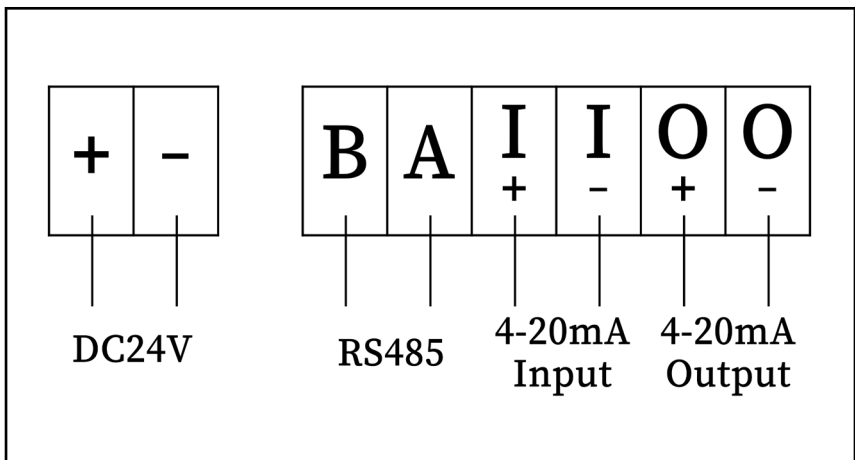 + − B A I I O O
+ − + −
DC24V RS485 4-20mA 4-20mA
Input Output